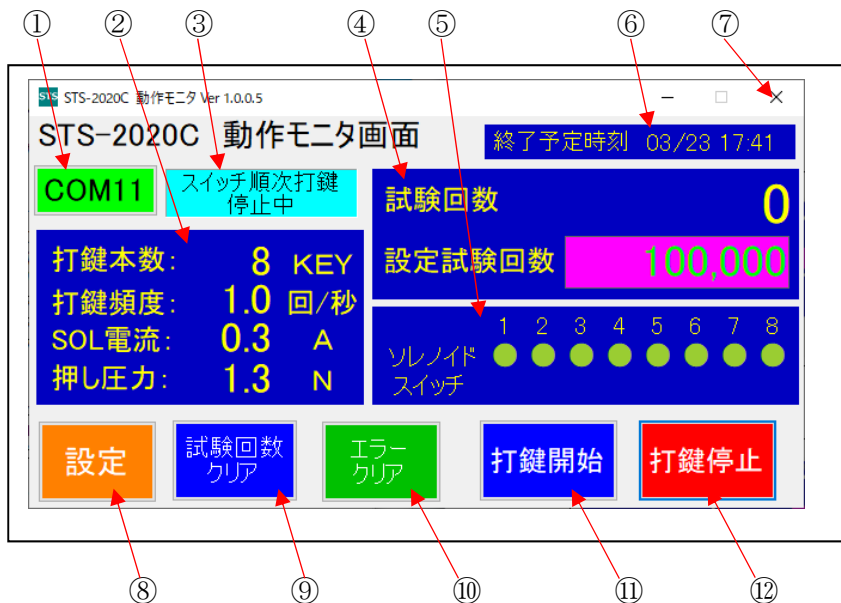 ① ② ③ ④ ⑤ ⑥ ⑦
STS STS-2020C 動作モニタ Ver 1.0.0.5
STS-2020C 動作モニタ画面
終了予定時刻 03/23 17:41
COM11
スイッチ順次打鍵
停止中
試験回数 0
設定試験回数 100,000
打鍵本数: 8 KEY
打鍵頻度: 1.0 回/秒
SOL電流: 0.3 A
押し圧力: 1.3 N
1 2 3 4 5 6 7 8
ソレノイド
スイッチ
設定
試験回数
クリア
エラー
クリア
打鍵開始
打鍵停止
⑧ ⑨ ⑩ ⑪ ⑫